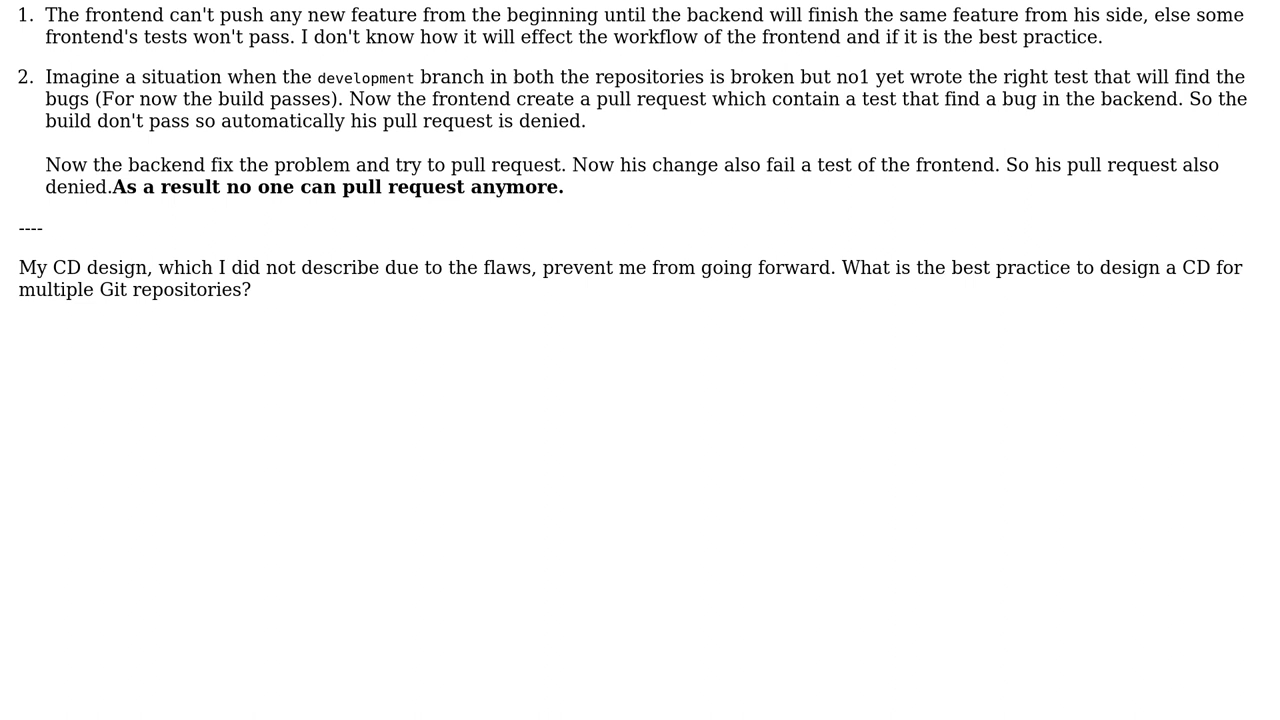 1. The frontend can't push any new feature from the beginning until the backend will finish the same feature from his side, else some
frontend's tests won't pass. I don't know how it will effect the workflow of the frontend and if it is the best practice.
2. Imagine a situation when the development branch in both the repositories is broken but no1 yet wrote the right test that will find the
bugs (For now the build passes). Now the frontend create a pull request which contain a test that find a bug in the backend. So the
build don't pass so automatically his pull request is denied.
Now the backend fix the problem and try to pull request. Now his change also fail a test of the frontend. So his pull request also
denied.As a result no one can pull request anymore.
----
My CD design, which I did not describe due to the flaws, prevent me from going forward. What is the best practice to design a CD for
multiple Git repositories?